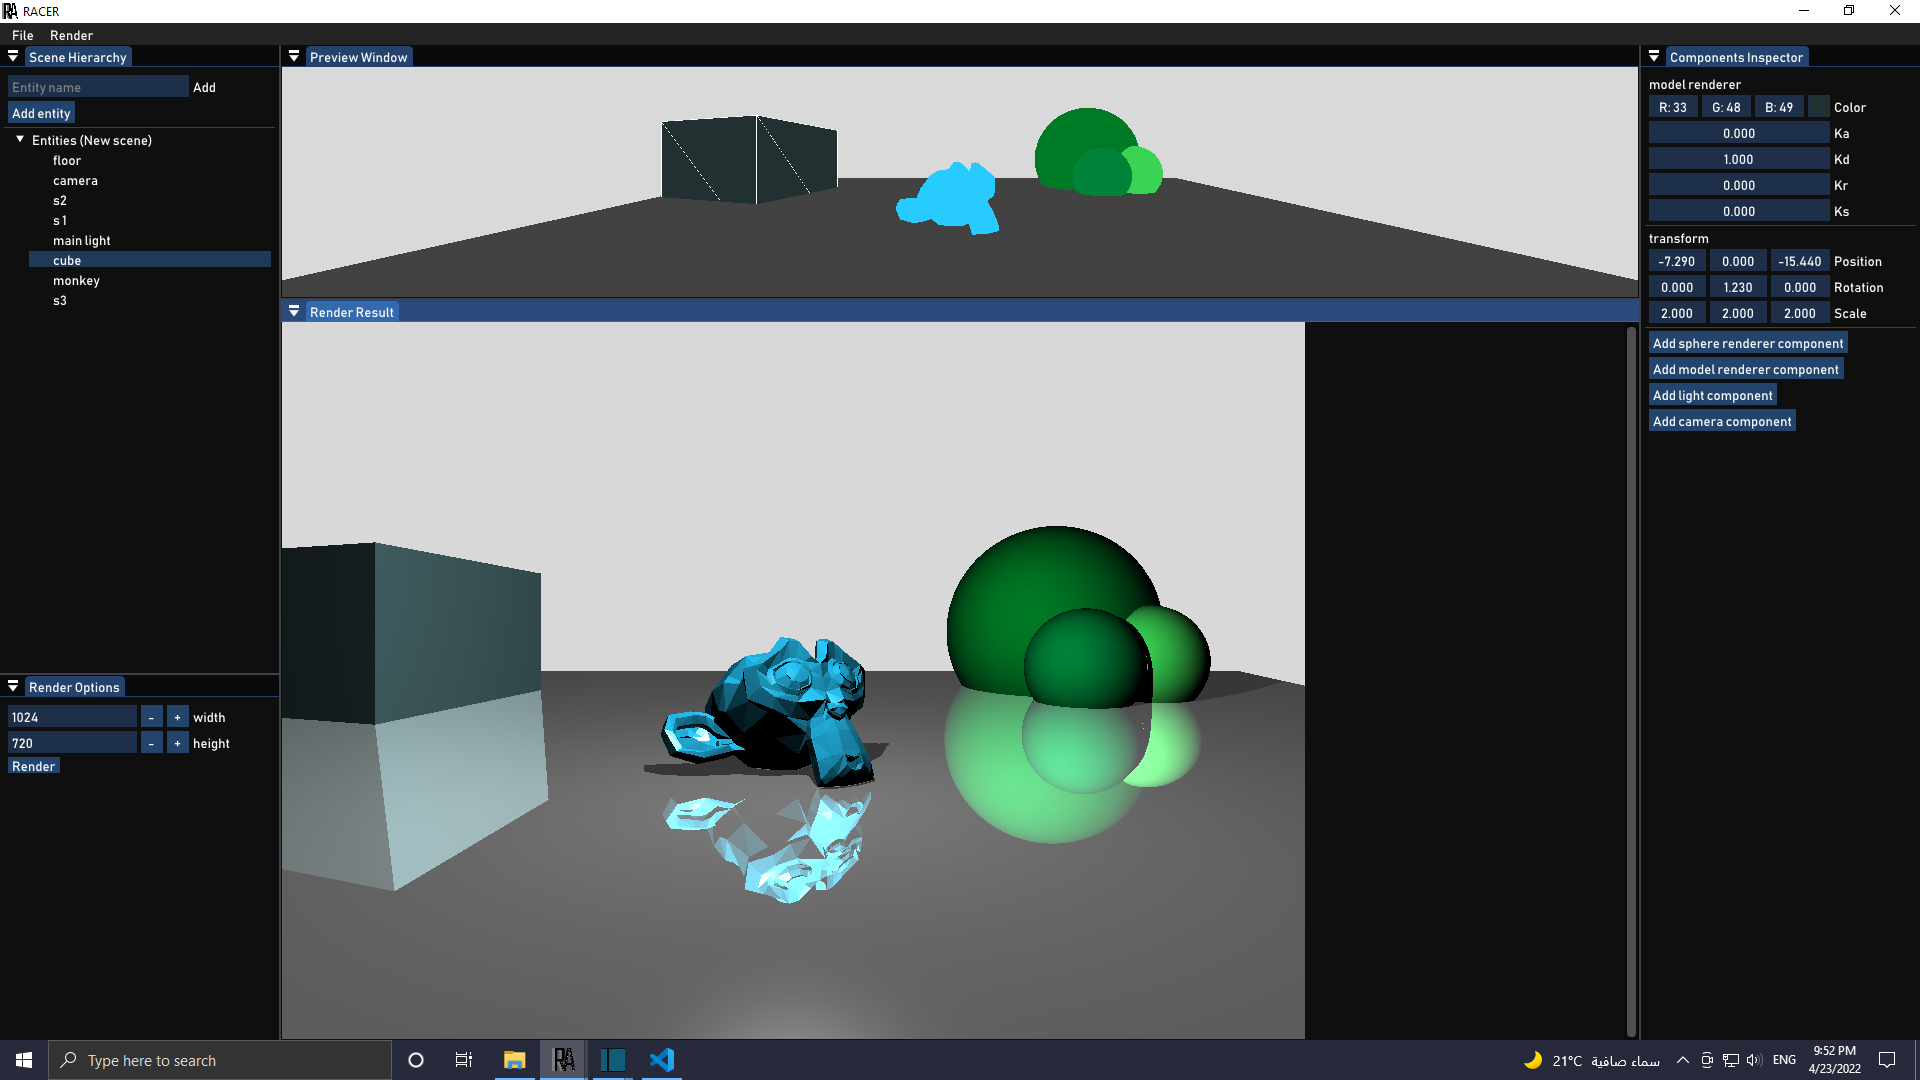 RA RACER
File Render
Scene Hierarchy
Entity name Add
Add entity
Entities (New scene)
floor
camera
s2
s1
main light
cube
monkey
s3
Render Options
1024 - + width
720 - + height
Render
Preview Window
Render Result
Components Inspector
model renderer
R: 33 G: 48 B: 49 Color
0.000 Ka
1.000 Kd
0.000 Kr
0.000 Ks
transform
-7.290 0.000 -15.440 Position
0.000 1.230 0.000 Rotation
2.000 2.000 2.000 Scale
Add sphere renderer component
Add model renderer component
Add light component
Add camera component
Type here to search
RA
21°C سماء صافية
ENG
9:52 PM
4/23/2022